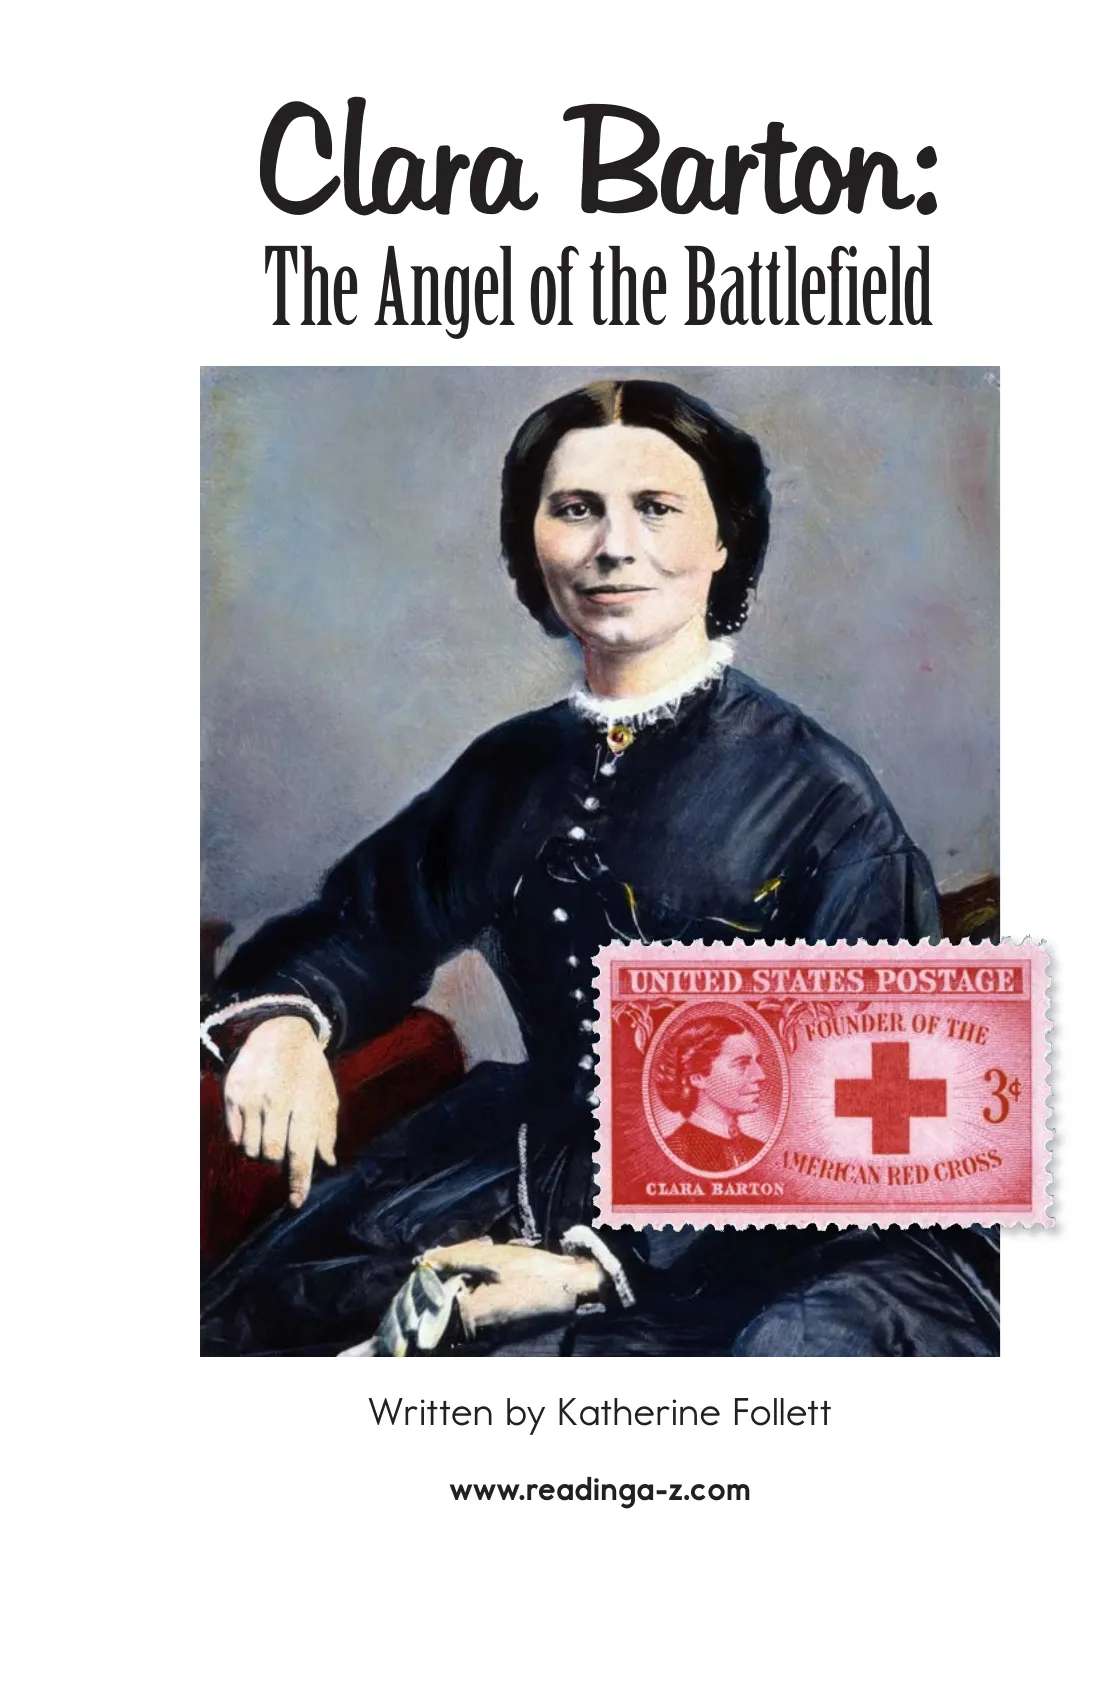 Clara Barton:
The Angel of the Battlefield
UNITED STATES POSTAGE
FOUNDER OF THE
3¢
AMERICAN RED CROSS
CLARA BARTON
Written by Katherine Follett
www.readinga-z.com